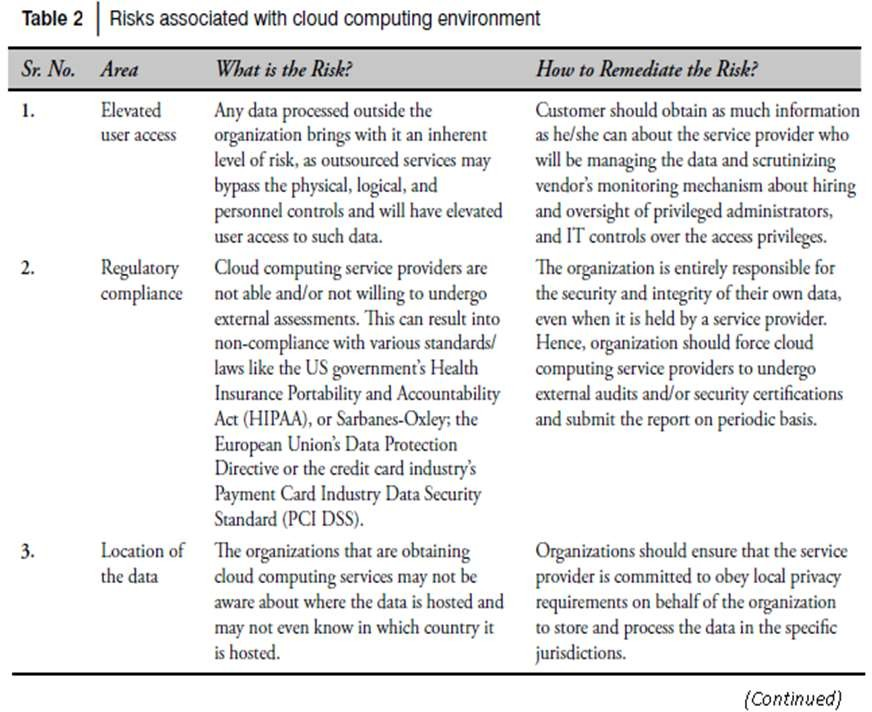 Table 2 Risks associated with cloud computing environment
Sr. No. Area What is the Risk? How to Remediate the Risk?
1. Elevated user access
Any data processed outside the
organization brings with it an inherent
level of risk, as outsourced services may
bypass the physical, logical, and
personnel controls and will have elevated
user access to such data.
Customer should obtain as much information
as he/she can about the service provider who
will be managing the data and scrutinizing
vendor's monitoring mechanism about hiring
and oversight of privileged administrators,
and IT controls over the access privileges.
2. Regulatory compliance
Cloud computing service providers are
not able and/or not willing to undergo
external assessments. This can result into
non-compliance with various standards/
laws like the US government's Health
Insurance Portability and Accountability
Act (HIPAA), or Sarbanes-Oxley; the
European Union's Data Protection
Directive or the credit card industry's
Payment Card Industry Data Security
Standard (PCI DSS).
The organization is entirely responsible for
the security and integrity of their own data,
even when it is held by a service provider.
Hence, organization should force cloud
computing service providers to undergo
external audits and/or security certifications
and submit the report on periodic basis.
3. Location of the data
The organizations that are obtaining
cloud computing services may not be
aware about where the data is hosted and
may not even know in which country it
is hosted.
Organizations should ensure that the service
provider is committed to obey local privacy
requirements on behalf of the organization
to store and process the data in the specific
jurisdictions.
(Continued)